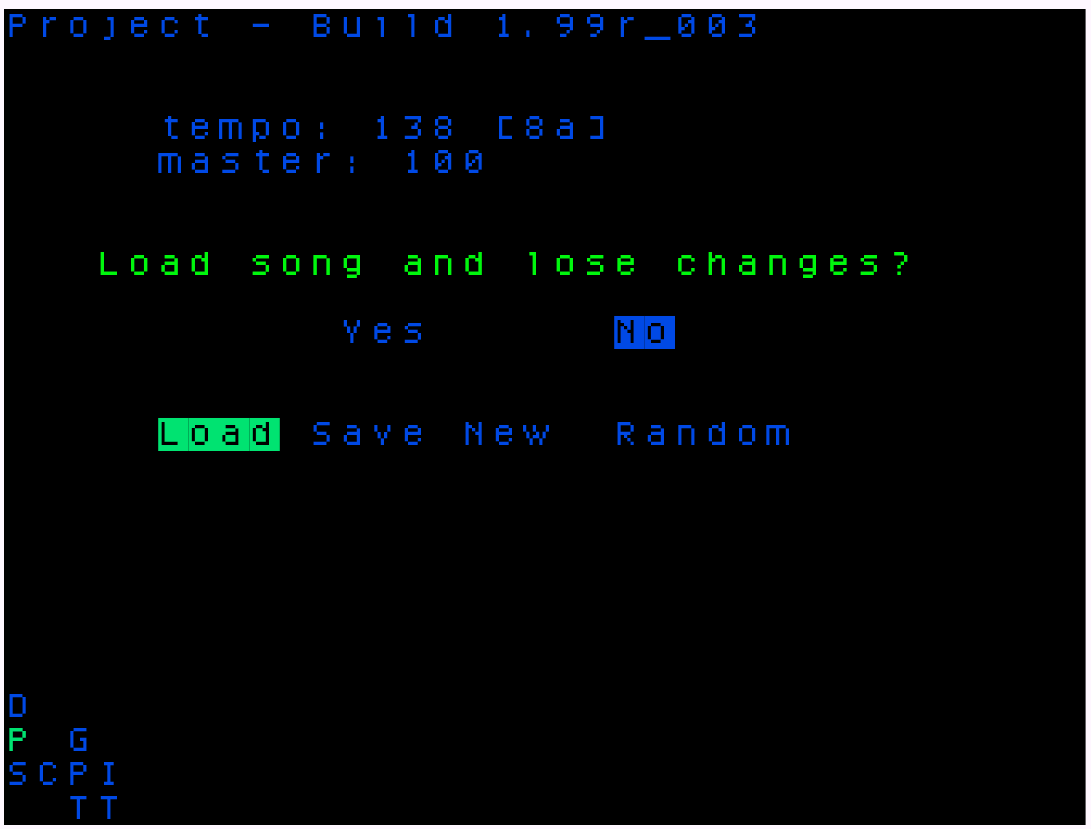 Project - Build 1.99r_003
tempo: 138 [8a]
master: 100
Load song and lose changes?
Yes No
Load Save New Random
D
P G
SCPI
TT